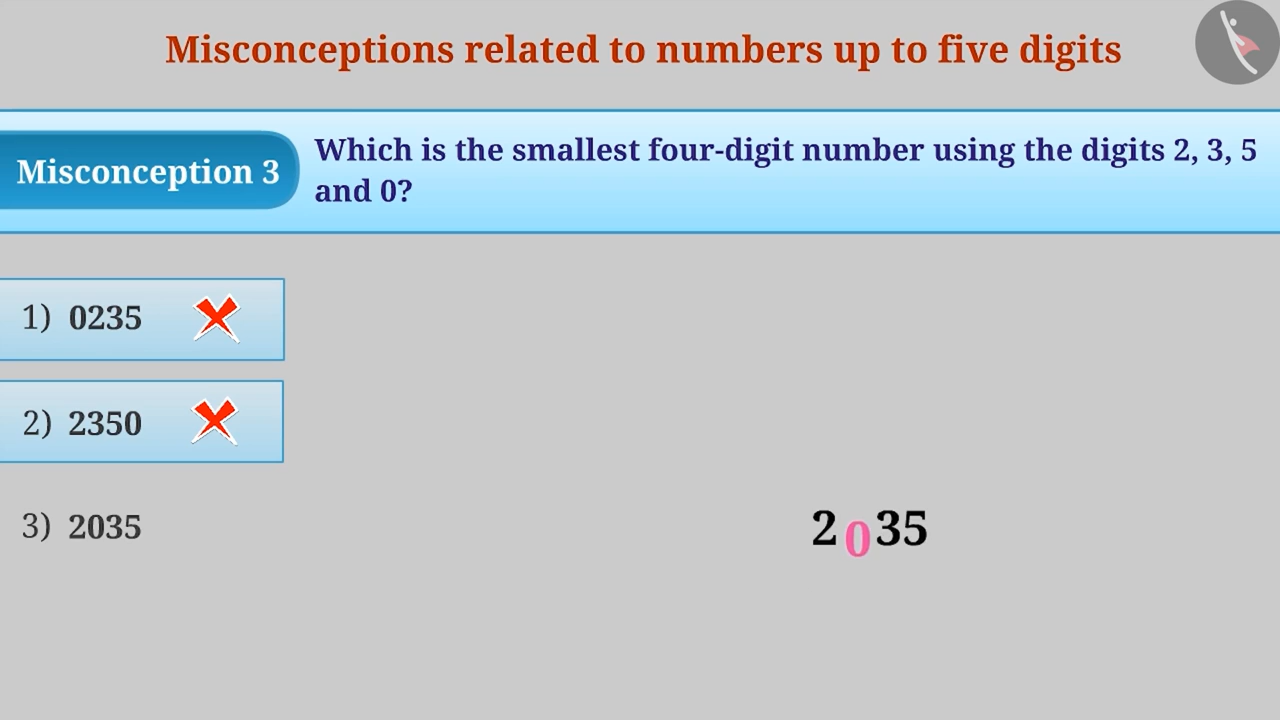 Misconceptions related to numbers up to five digits
Misconception 3
Which is the smallest four-digit number using the digits 2, 3, 5
and 0?
1) 0235
2) 2350
3) 2035
2035